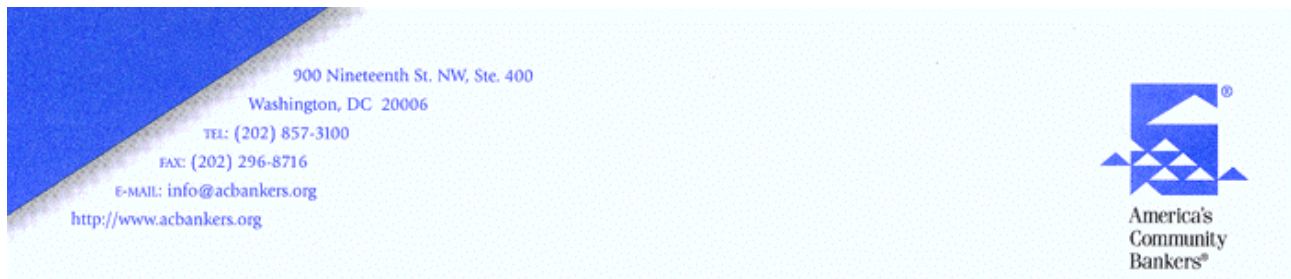 900 Nineteenth St. NW, Ste. 400
Washington, DC 20006
TEL: (202) 857-3100
FAX: (202) 296-8716
E-MAIL: info@acbankers.org
http://www.acbankers.org
®
America's
Community
Bankers®